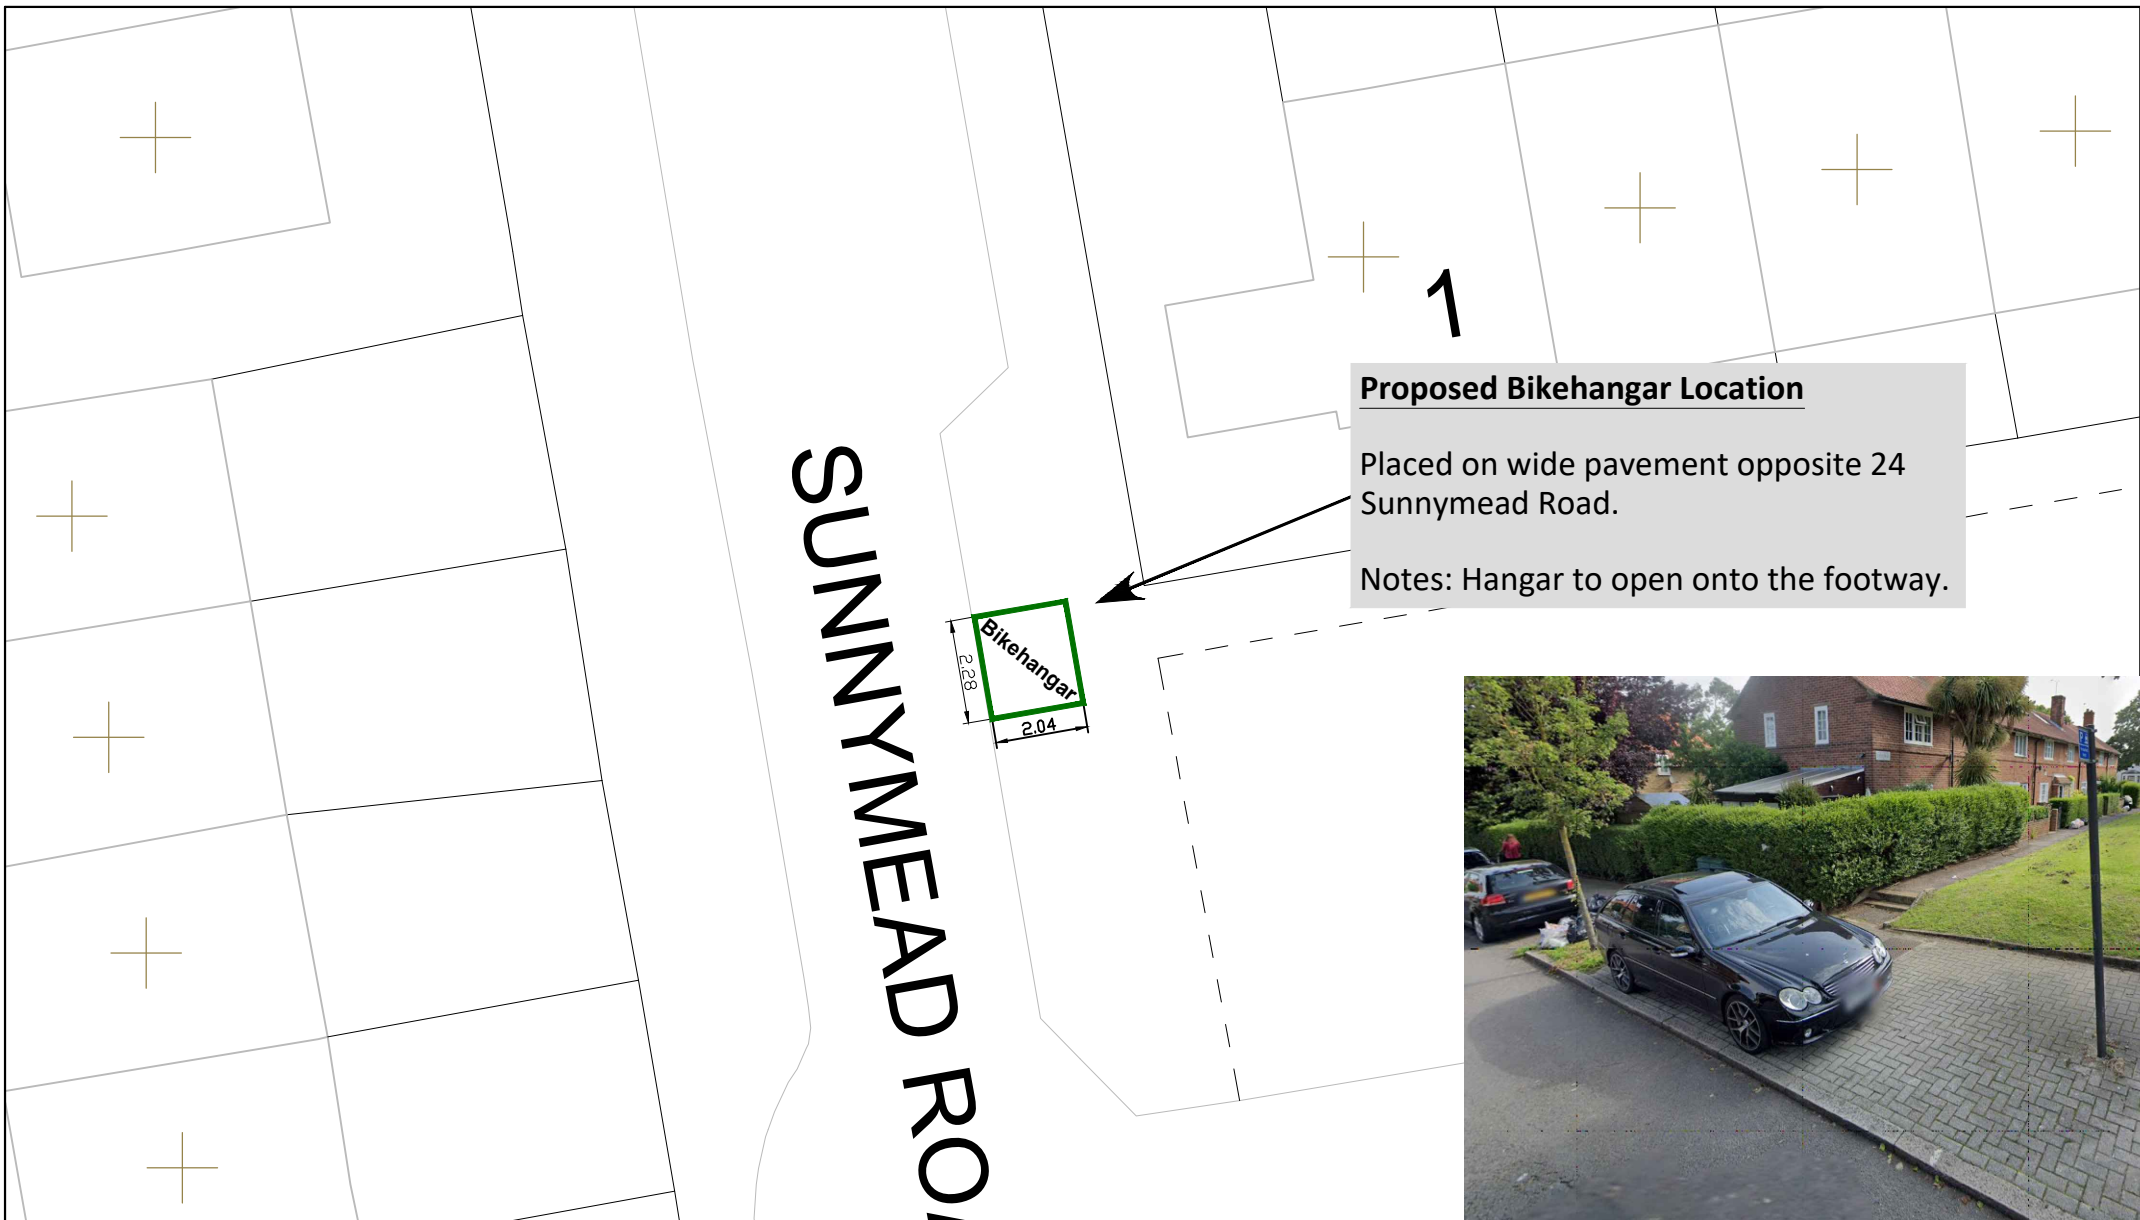 1
Proposed Bikehangar Location
Placed on wide pavement opposite 24
Sunnymead Road.
Notes: Hangar to open onto the footway.
SUNNYMEAD ROA
Bikehangar
2.28
2.04